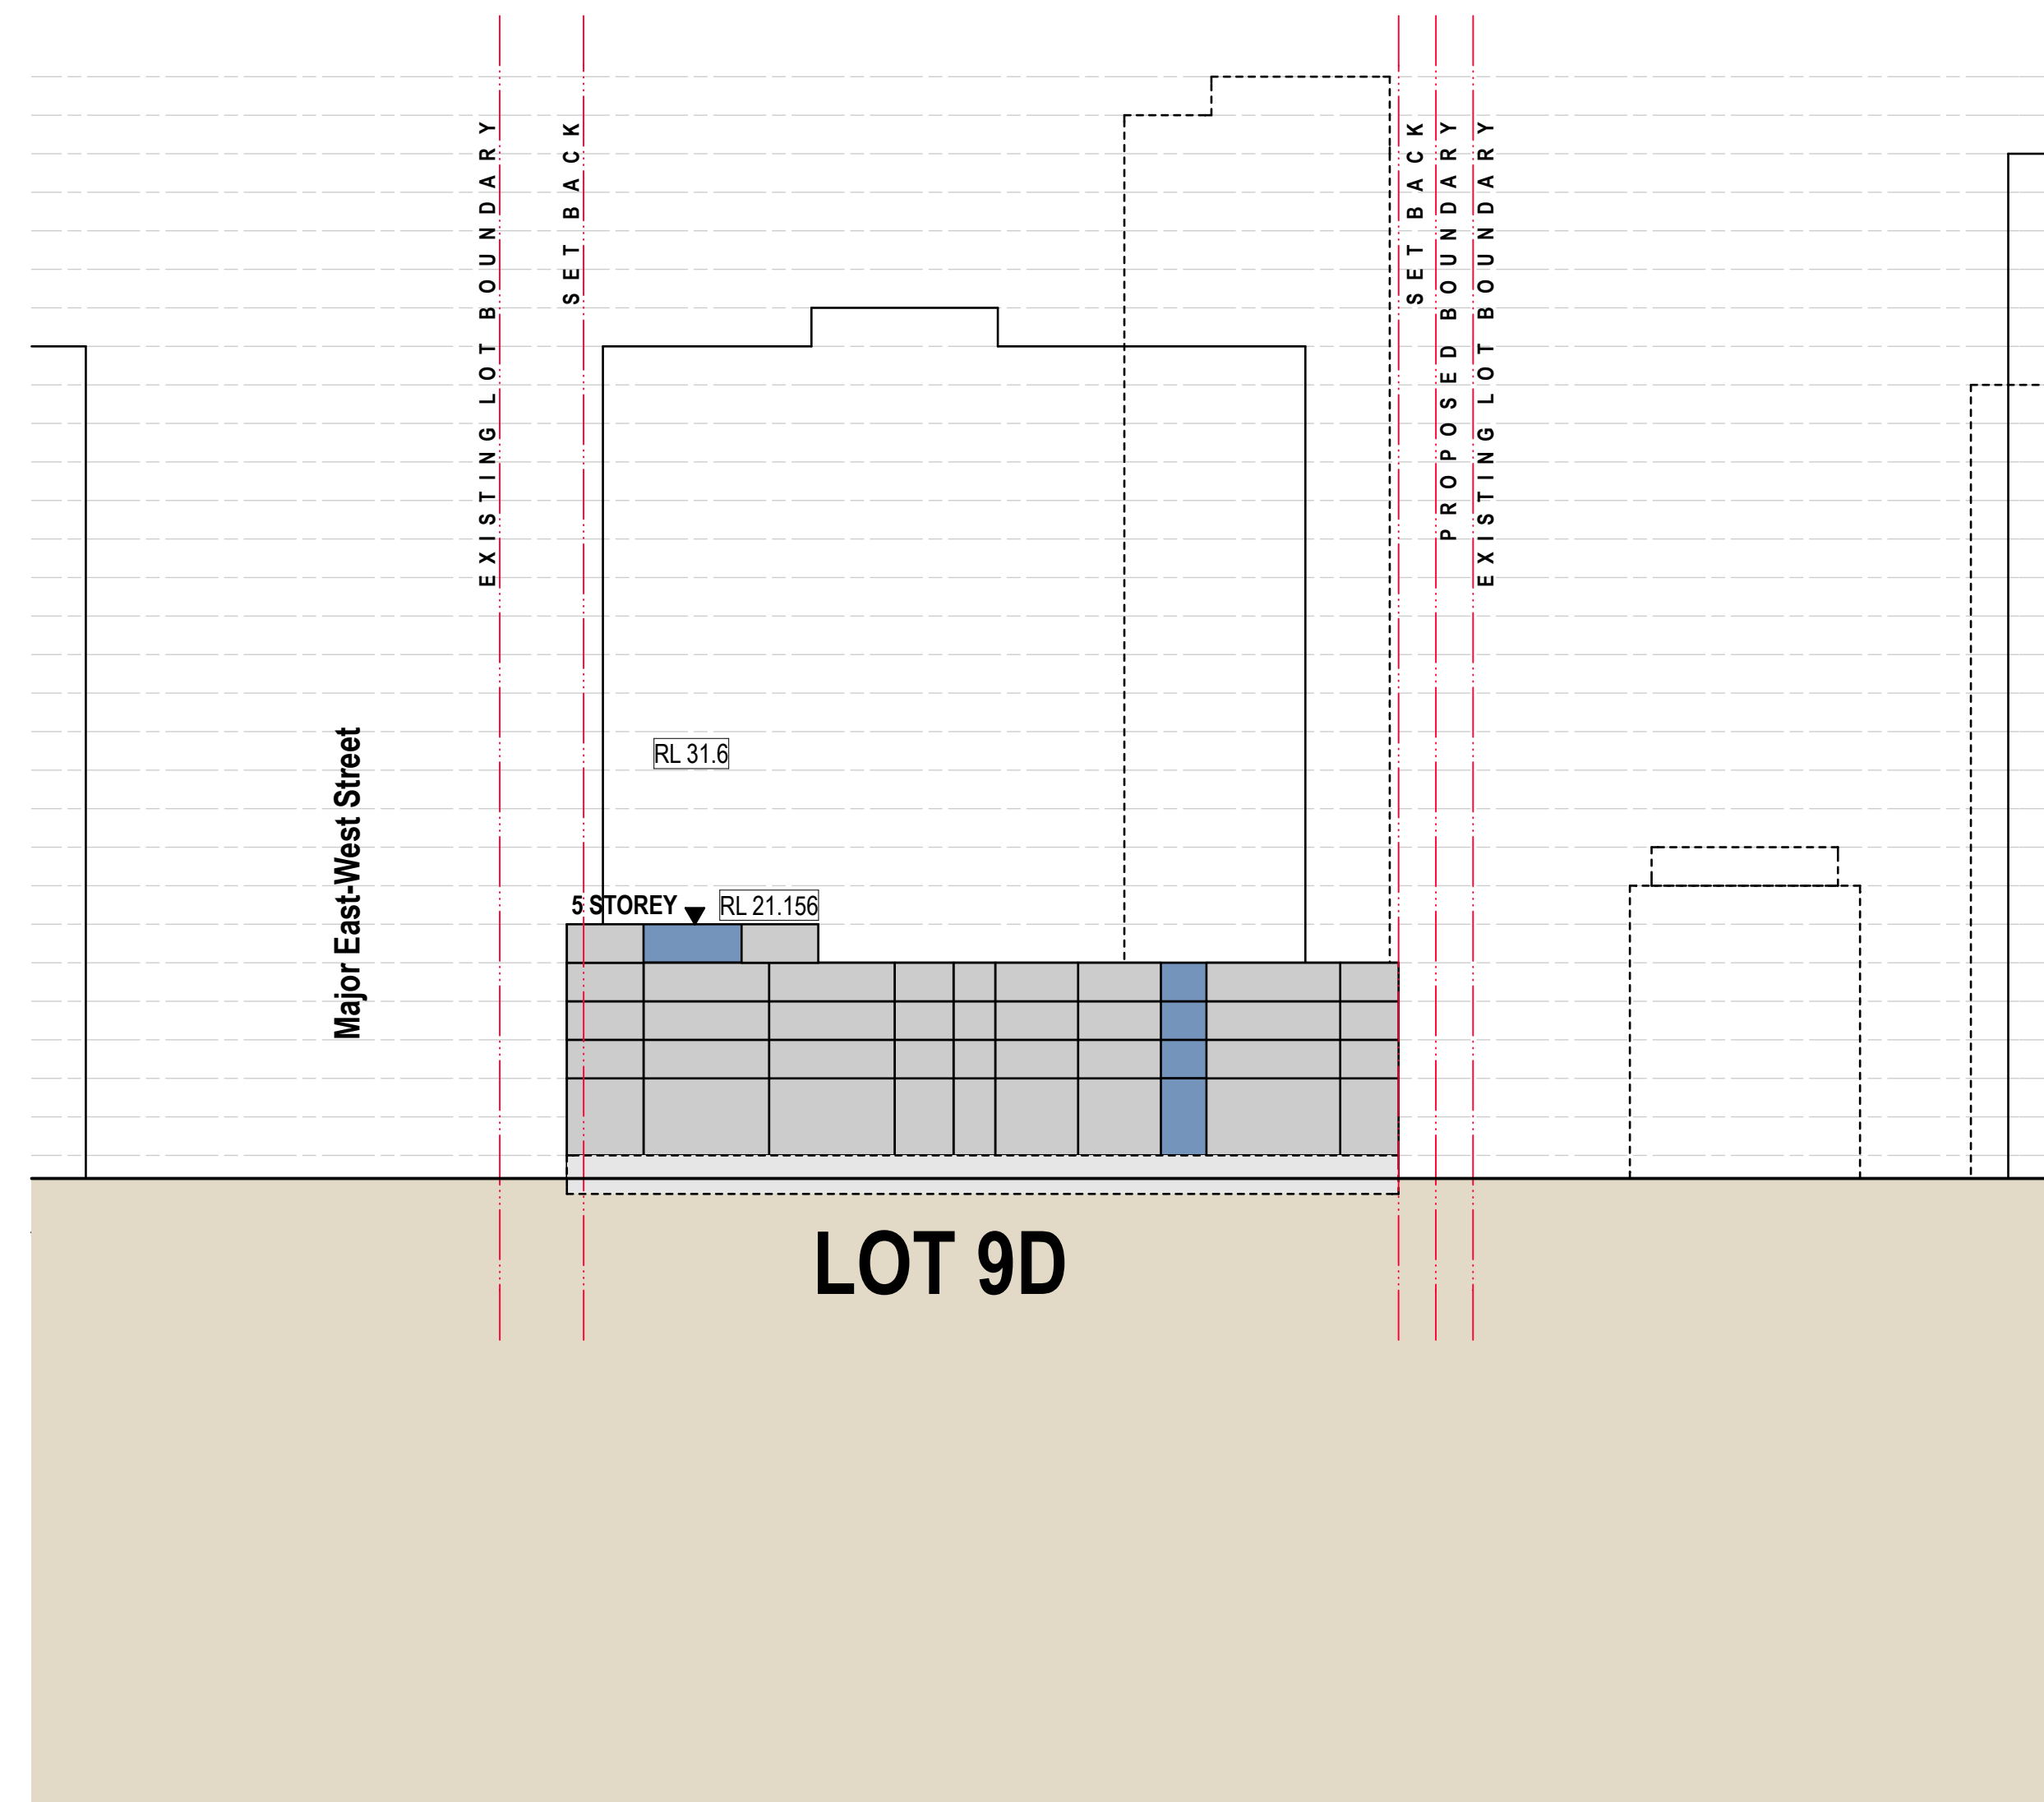 EXISTING LOT BOUNDARY
SET BACK
SET BACK
PROPOSED BOUNDARY
EXISTING LOT BOUNDARY
Major East-West Street
RL 31.6
5 STOREY
RL 21.156
LOT 9D